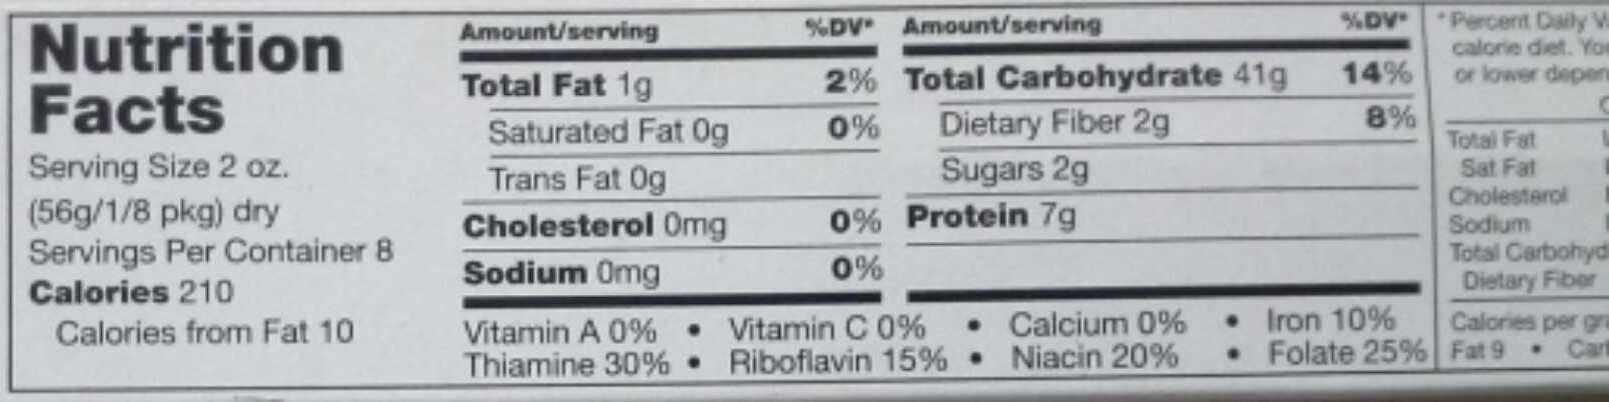 Nutrition
Facts
Serving Size 2 oz.
(56g/1/8 pkg) dry
Servings Per Container 8
Calories 210
Calories from Fat 10
Amount/serving %DV*
Total Fat 1g 2%
Saturated Fat 0g 0%
Trans Fat 0g
Cholesterol 0mg 0%
Sodium 0mg 0%
Amount/serving %DV*
Total Carbohydrate 41g 14%
Dietary Fiber 2g 8%
Sugars 2g
Protein 7g
Vitamin A 0% • Vitamin C 0% • Calcium 0% • Iron 10%
Thiamine 30% • Riboflavin 15% • Niacin 20% • Folate 25%
*Percent Daily
calorie diet.
or lower
Total Fat
Sat Fat
Cholesterol
Sodium
Total
Dietary Fiber
Calories per
Fat 9 •